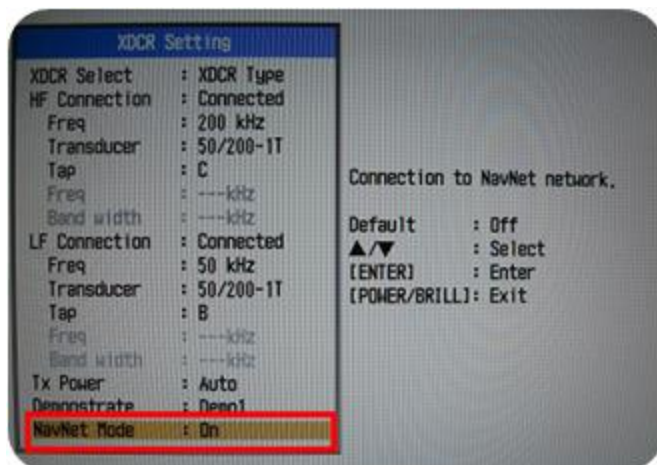 XDCR Setting
XDCR Select : XDCR Type
HF Connection : Connected
Freq : 200 kHz
Transducer : 50/200-1T
Tap : C
Freq : ---kHz
Band width : ---kHz
LF Connection : Connected
Freq : 50 kHz
Transducer : 50/200-1T
Tap : B
Freq : ---kHz
Band width : ---kHz
Tx Power : Auto
Demonstrate : Demo1
NavNet Mode : On
Connection to NavNet network.
Default : Off
▲/▼ : Select
[ENTER] : Enter
[POWER/BRILL]: Exit